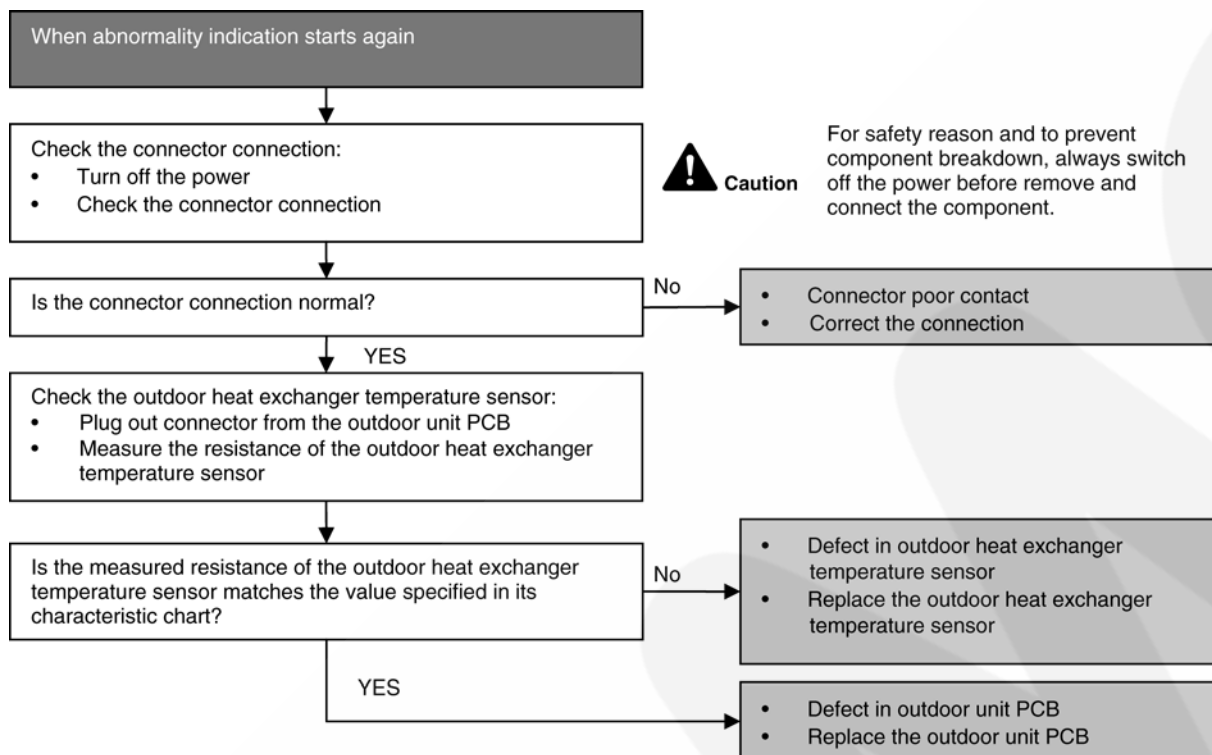 When abnormality indication starts again
Check the connector connection:
• Turn off the power
• Check the connector connection
Caution
For safety reason and to prevent
component breakdown, always switch
off the power before remove and
connect the component.
Is the connector connection normal?
No
• Connector poor contact
• Correct the connection
YES
Check the outdoor heat exchanger temperature sensor:
• Plug out connector from the outdoor unit PCB
• Measure the resistance of the outdoor heat exchanger
temperature sensor
Is the measured resistance of the outdoor heat exchanger
temperature sensor matches the value specified in its
characteristic chart?
No
• Defect in outdoor heat exchanger
temperature sensor
• Replace the outdoor heat exchanger
temperature sensor
YES
• Defect in outdoor unit PCB
• Replace the outdoor unit PCB